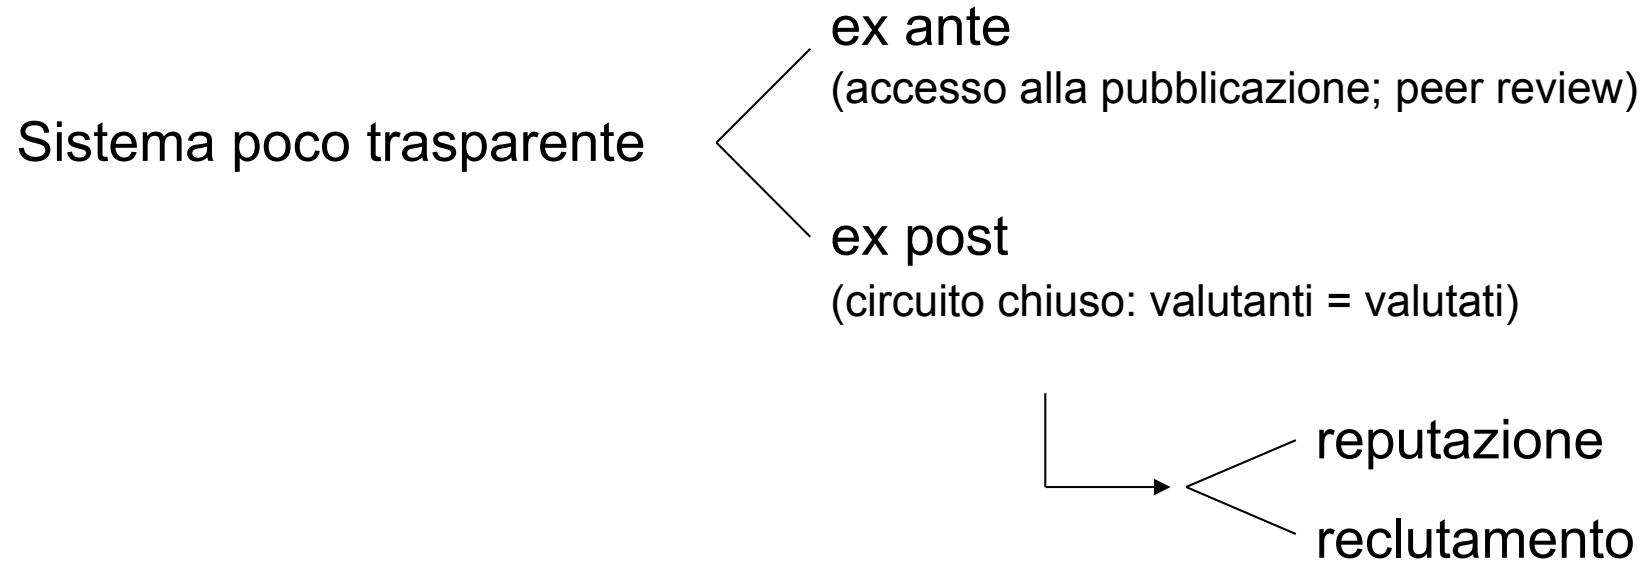 ex ante
(accesso alla pubblicazione; peer review)
Sistema poco trasparente
ex post
(circuito chiuso: valutanti = valutati)
reputazione
reclutamento